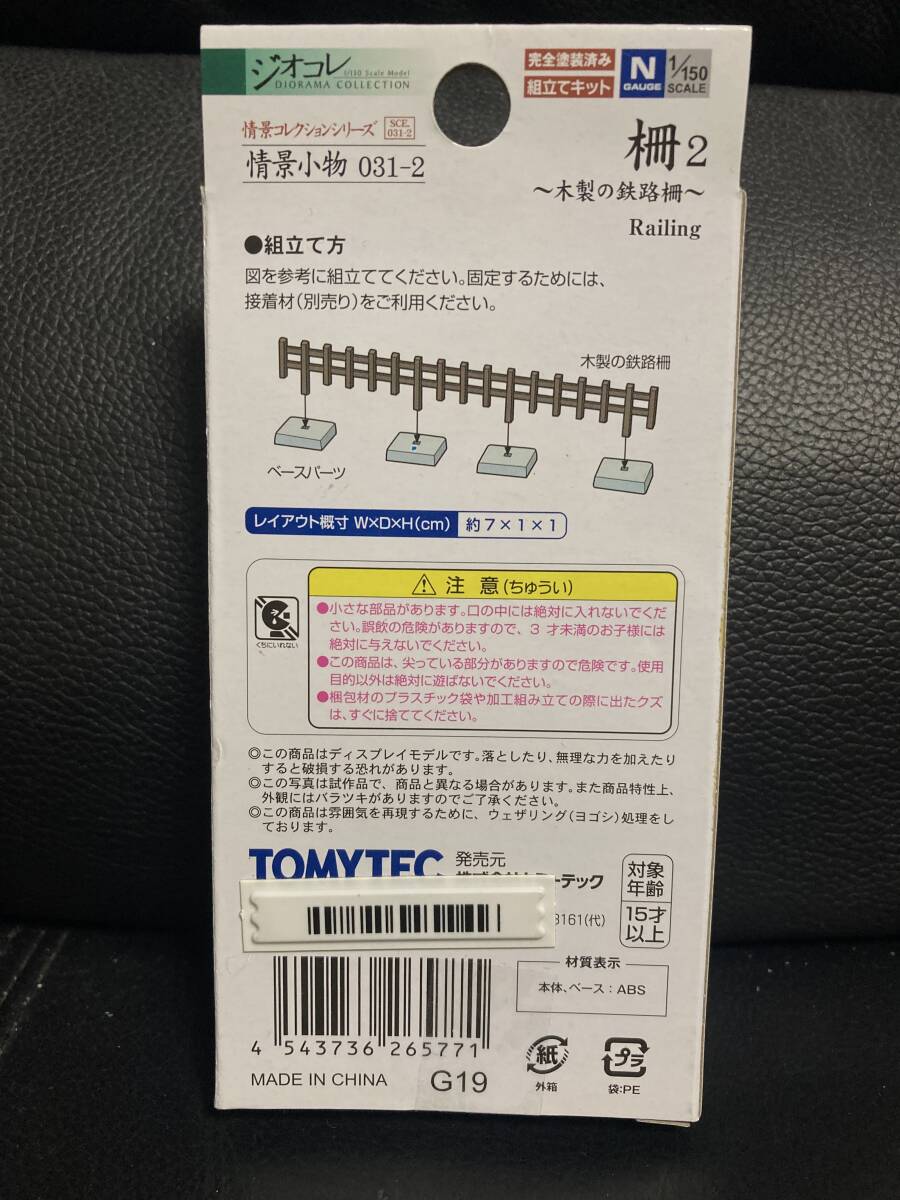 ジオコレ
1/150 Scale Model
DIORAMA COLLECTION
完全塗装済み
組立てキット
N
GAUGE
1/150
SCALE
情景コレクションシリーズ
SCE.
031-2
情景小物 031-2
柵2
～木製の鉄路柵～
Railing
●組立て方
図を参考に組立ててください。固定するためには、
接着材(別売り)をご利用ください。
木製の鉄路柵
ベースパーツ
レイアウト概寸 W×D×H(cm) 約7×1×1
注 意(ちゅうい)
くちにいれない
●小さな部品があります。口の中には絶対に入れないでくだ
さい。誤飲の危険がありますので、3 才未満のお子様には
絶対に与えないでください。
●この商品は、尖っている部分がありますので危険です。使用
目的以外は絶対に遊ばないでください。
●梱包材のプラスチック袋や加工組み立ての際に出たクズ
は、すぐに捨ててください。
◎この商品はディスプレイモデルです。落としたり、無理な力を加えたり
すると破損する恐れがあります。
◎この写真は試作品で、商品と異なる場合があります。また商品特性上、
外観にはバラツキがありますのでご了承ください。
◎この商品は雰囲気を再現するために、ウェザリング(ヨゴシ)処理をし
ております。
TOMYTEC
発売元
テック
3161(代)
対象
年齢
15才
以上
材質表示
本体、ベース：ABS
4 543736 265771
MADE IN CHINA
G19
紙
外箱
プラ
袋:PE